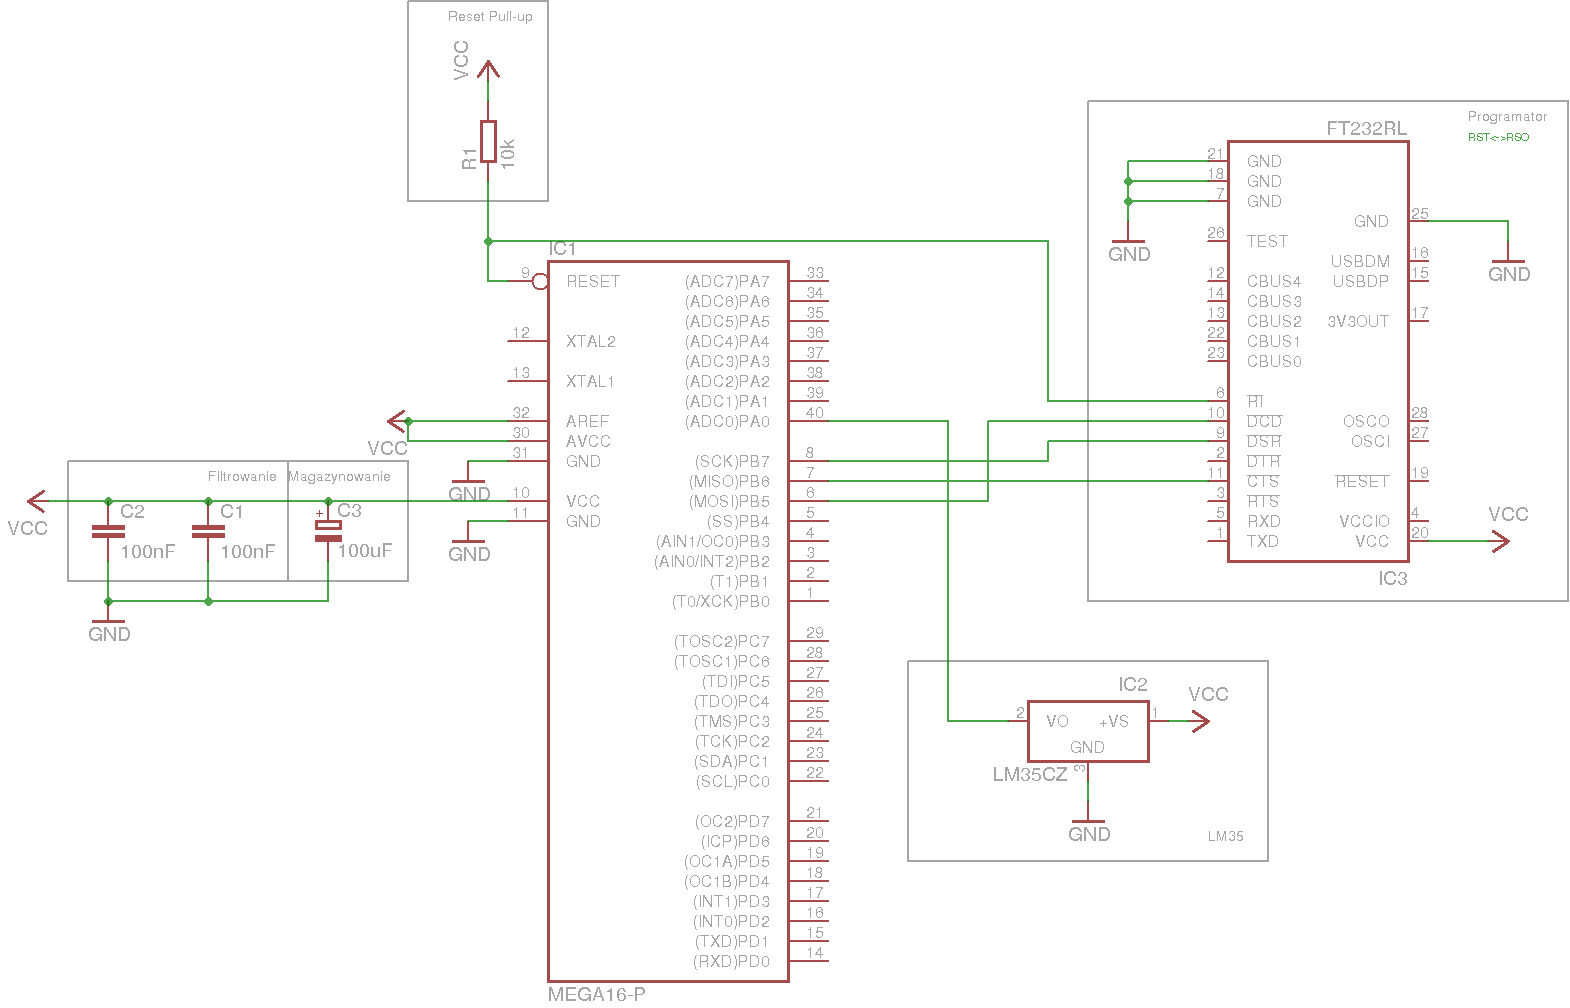 Reset Pull-up
VCC
R1
10k
Programator
RST<->RSO
FT232RL
21 GND
18 GND
7 GND
26 TEST
12 CBUS4
14 CBUS3
13 CBUS2
22 CBUS1
23 CBUS0
6 RI
10 DCD
9 DSR
2 DTR
11 CTS
3 RTS
5 RXD
1 TXD
GND 25
USBDM 16
USBDP 15
3V3OUT 17
OSCO 28
OSCI 27
RESET 19
VCCIO 4
VCC 20
GND
GND
VCC
IC3
IC1
9 RESET
12 XTAL2
13 XTAL1
32 AREF
30 AVCC
31 GND
10 VCC
11 GND
VCC
GND
GND
(ADC7)PA7 33
(ADC6)PA6 34
(ADC5)PA5 35
(ADC4)PA4 36
(ADC3)PA3 37
(ADC2)PA2 38
(ADC1)PA1 39
(ADC0)PA0 40
(SCK)PB7 8
(MISO)PB6 7
(MOSI)PB5 6
(SS)PB4 5
(AIN1/OC0)PB3 4
(AIN0/INT2)PB2 3
(T1)PB1 2
(T0/XCK)PB0 1
(TOSC2)PC7 29
(TOSC1)PC6 28
(TDI)PC5 27
(TDO)PC4 26
(TMS)PC3 25
(TCK)PC2 24
(SDA)PC1 23
(SCL)PC0 22
(OC2)PD7 21
(ICP)PD6 20
(OC1A)PD5 19
(OC1B)PD4 18
(INT1)PD3 17
(INT0)PD2 16
(TXD)PD1 15
(RXD)PD0 14
MEGA16-P
Filtrowanie
Magazynowanie
VCC
C2
100nF
C1
100nF
+
C3
100uF
GND
IC2
VCC
2 VO
+VS 1
GND
3
LM35CZ
GND
LM35